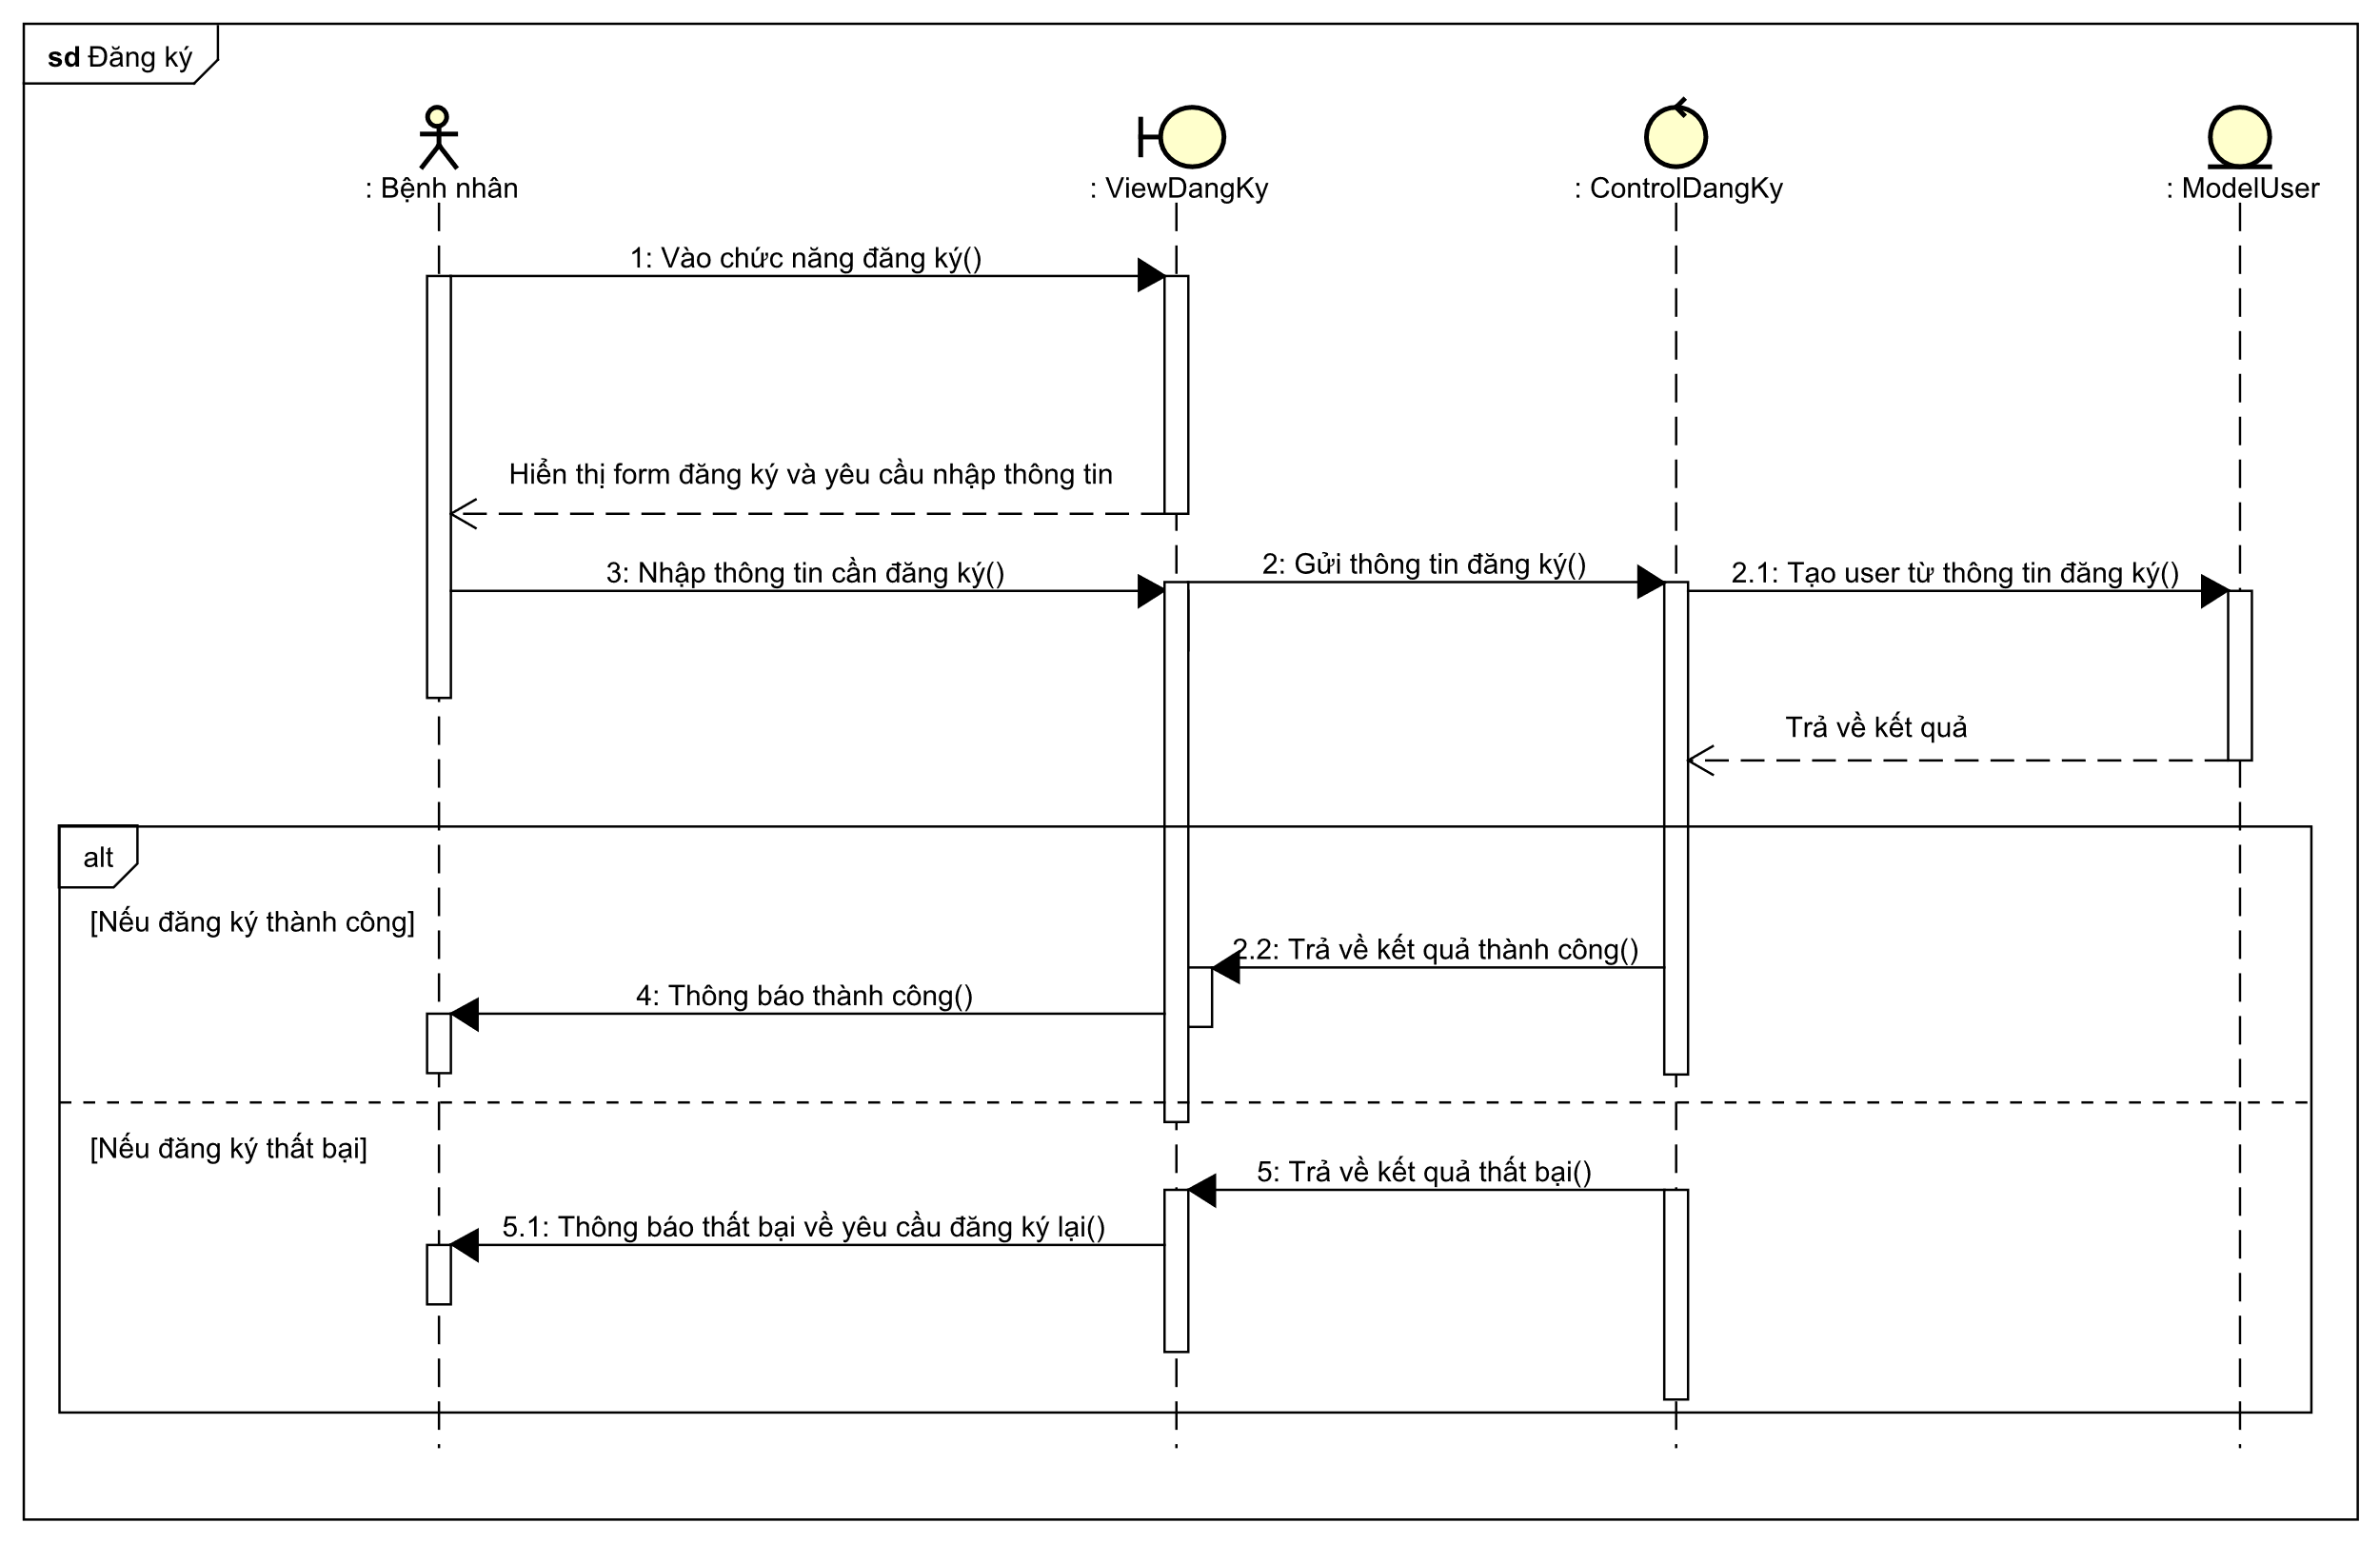 sd Đăng ký
: Bệnh nhân
: ViewDangKy
: ControlDangKy
: ModelUser
1: Vào chức năng đăng ký()
Hiển thị form đăng ký và yêu cầu nhập thông tin
2: Gửi thông tin đăng ký()
3: Nhập thông tin cần đăng ký()
2.1: Tạo user từ thông tin đăng ký()
Trả về kết quả
alt
[Nếu đăng ký thành công]
2.2: Trả về kết quả thành công()
4: Thông báo thành công()
[Nếu đăng ký thất bại]
5: Trả về kết quả thất bại()
5.1: Thông báo thất bại về yêu cầu đăng ký lại()